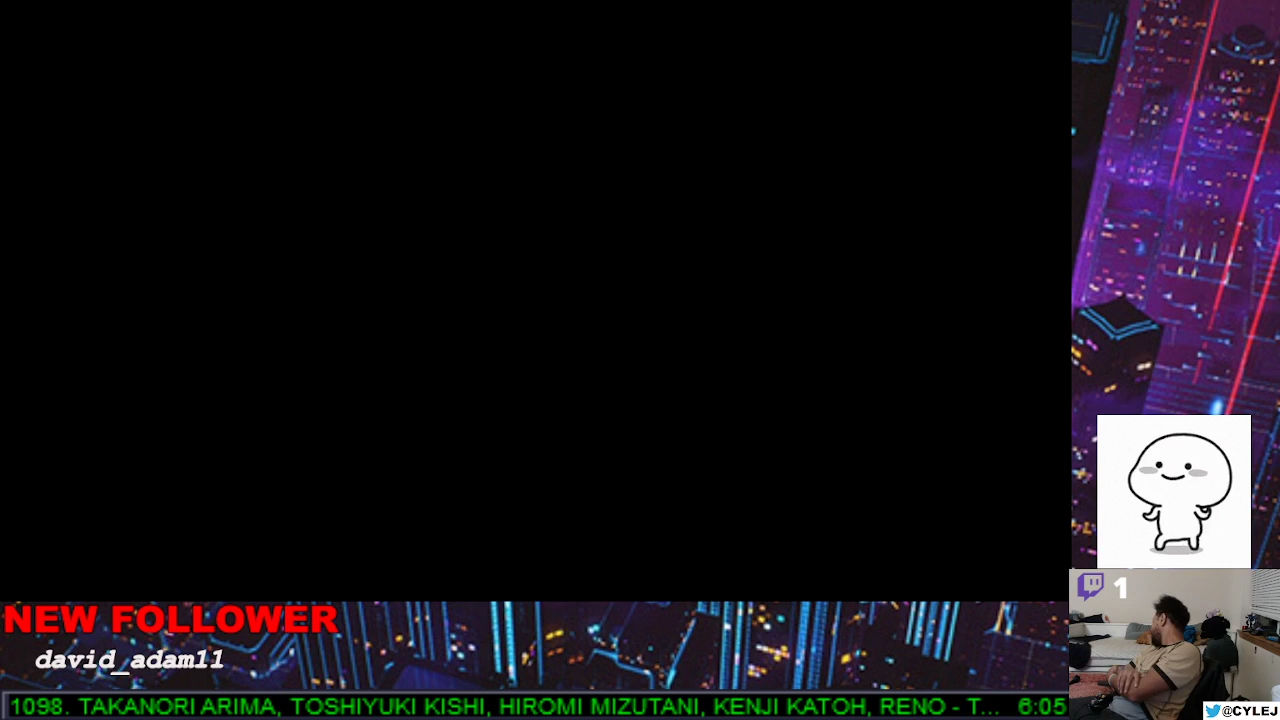 NEW FOLLOWER
david_adam11
1098. TAKANORI ARIMA, TOSHIYUKI KISHI, HIROMI MIZUTANI, KENJI KATOH, RENO - T... 6:05
1
@CYLEJ